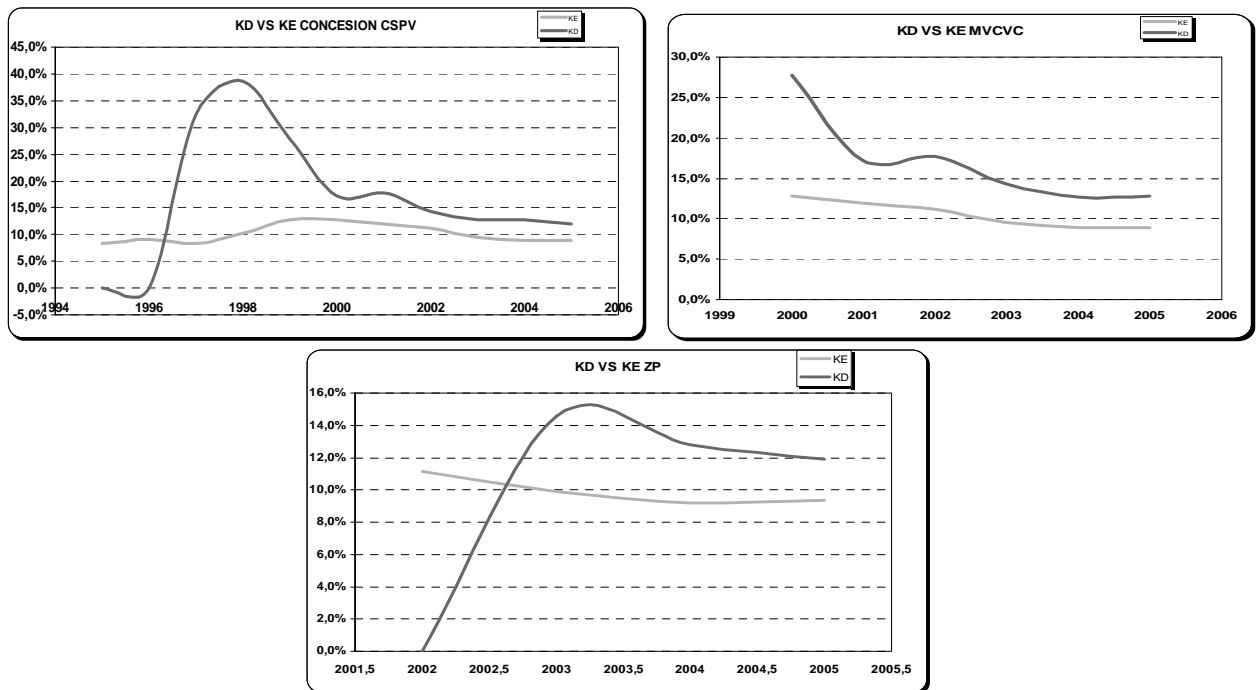 KD VS KE CONCESION CSPV
KE
KD
45,0%
40,0%
35,0%
30,0%
25,0%
20,0%
15,0%
10,0%
5,0%
0,0%
-5,0%
1994 1996 1998 2000 2002 2004 2006
KD VS KE MVCVC
KE
KD
30,0%
25,0%
20,0%
15,0%
10,0%
5,0%
0,0%
1999 2000 2001 2002 2003 2004 2005 2006
KD VS KE ZP
KE
KD
16,0%
14,0%
12,0%
10,0%
8,0%
6,0%
4,0%
2,0%
0,0%
2001,5 2002 2002,5 2003 2003,5 2004 2004,5 2005 2005,5